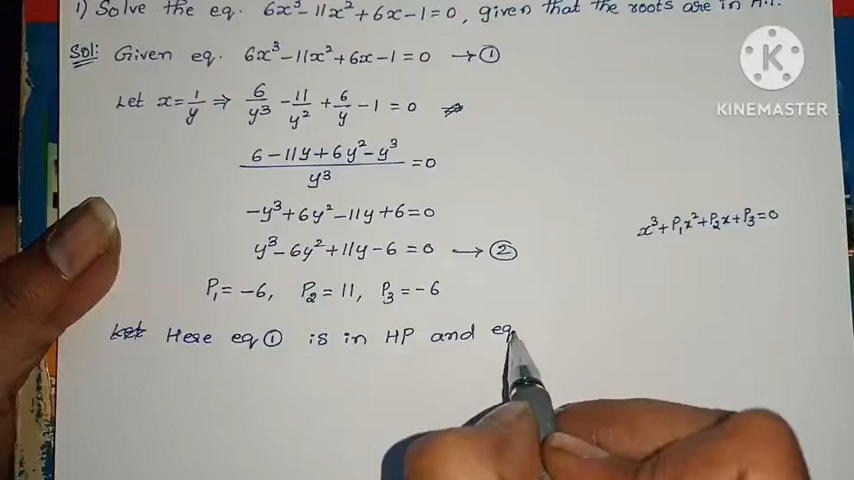 1) Solve the eq. 6x³-11x²+6x-1=0, given that the roots are in H.P.
Sol: Given eq. 6x³-11x²+6x-1=0 → ①
Let x=1/y ⇒ 6/y³ - 11/y² + 6/y - 1 = 0
(6-11y+6y²-y³)/y³ = 0
-y³+6y²-11y+6=0
x³+P₁x²+P₂x+P₃=0
y³-6y²+11y-6=0 → ②
P₁=-6, P₂=11, P₃=-6
Here eq① is in HP and eq
K
KINEMASTER